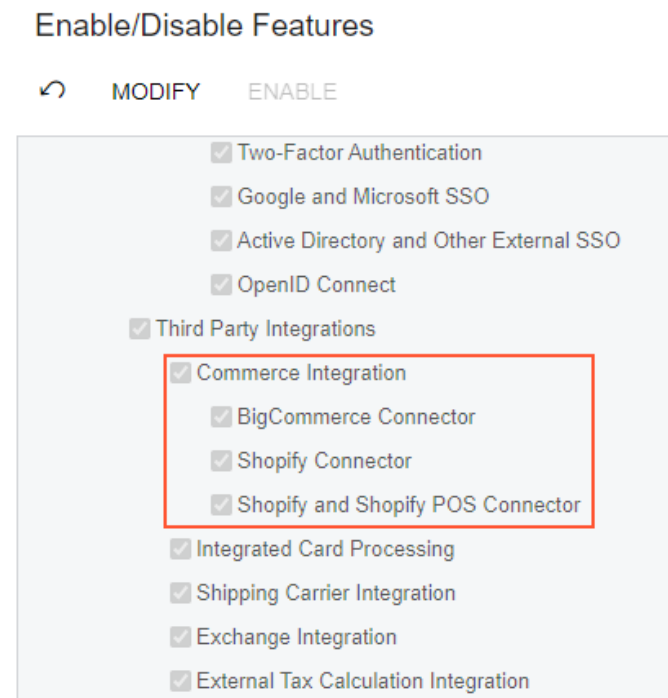 Enable/Disable Features
MODIFY ENABLE
Two-Factor Authentication
Google and Microsoft SSO
Active Directory and Other External SSO
OpenID Connect
Third Party Integrations
Commerce Integration
BigCommerce Connector
Shopify Connector
Shopify and Shopify POS Connector
Integrated Card Processing
Shipping Carrier Integration
Exchange Integration
External Tax Calculation Integration